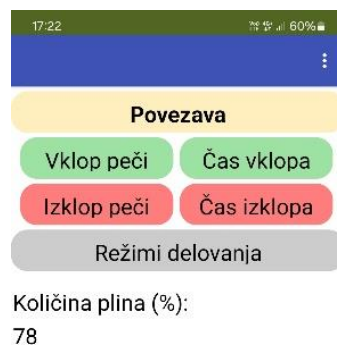 17:22 60%
Povezava
Vklop peči Čas vklopa
Izklop peči Čas izklopa
Režimi delovanja
Količina plina (%):
78